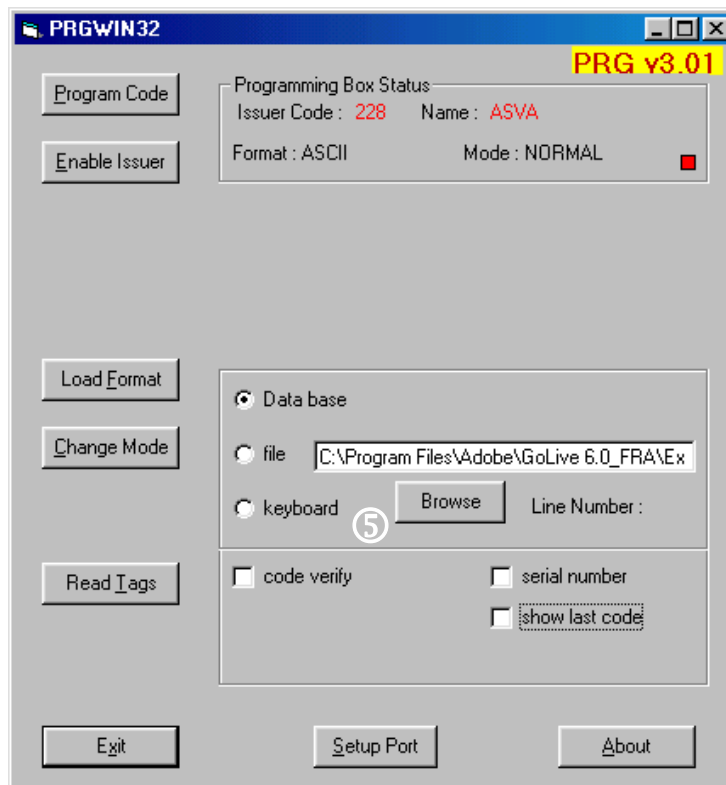 PRGWIN32
PRG v3.01
Program Code
Programming Box Status
Issuer Code : 228 Name : ASVA
Enable Issuer
Format : ASCII Mode : NORMAL
Load Format
Data base
Change Mode
file C:\Program Files\Adobe\GoLive 6.0_FRA\Ex
keyboard ⑤ Browse Line Number :
Read Tags
code verify serial number
show last code
Exit Setup Port About